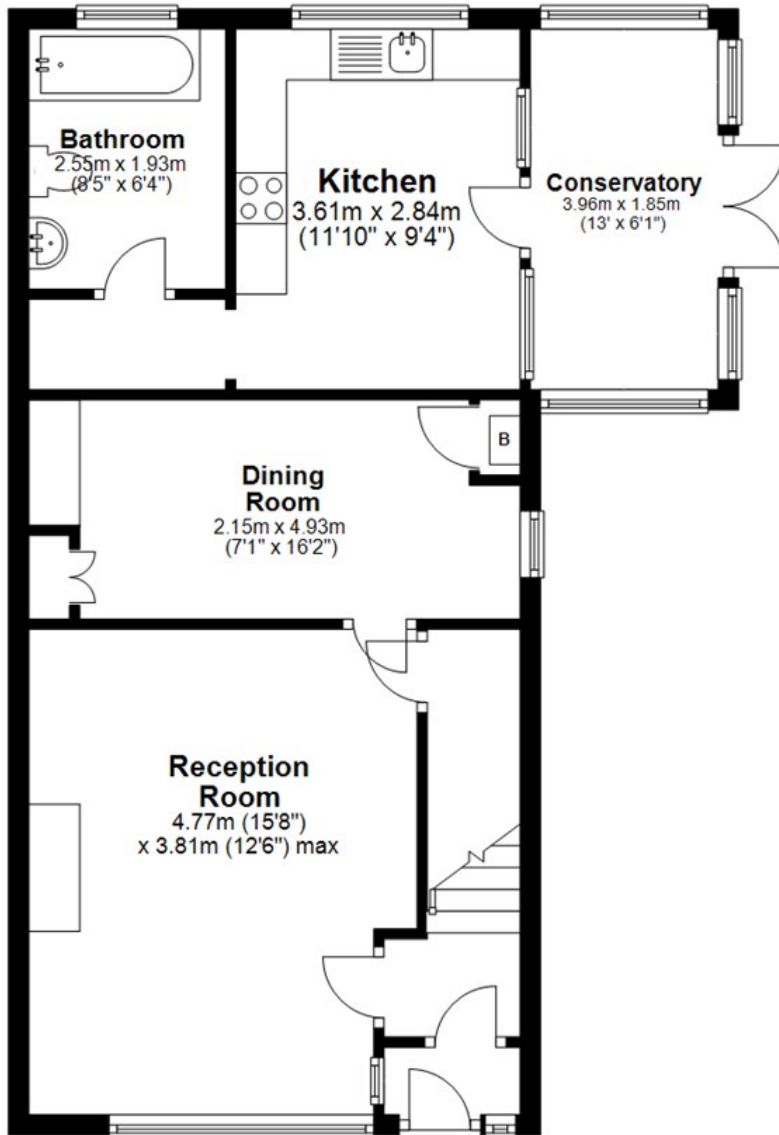 Bathroom
2.55m x 1.93m
(8'5" x 6'4")
Kitchen
3.61m x 2.84m
(11'10" x 9'4")
Conservatory
3.96m x 1.85m
(13' x 6'1")
B
Dining
Room
2.15m x 4.93m
(7'1" x 16'2")
Reception
Room
4.77m (15'8")
x 3.81m (12'6") max